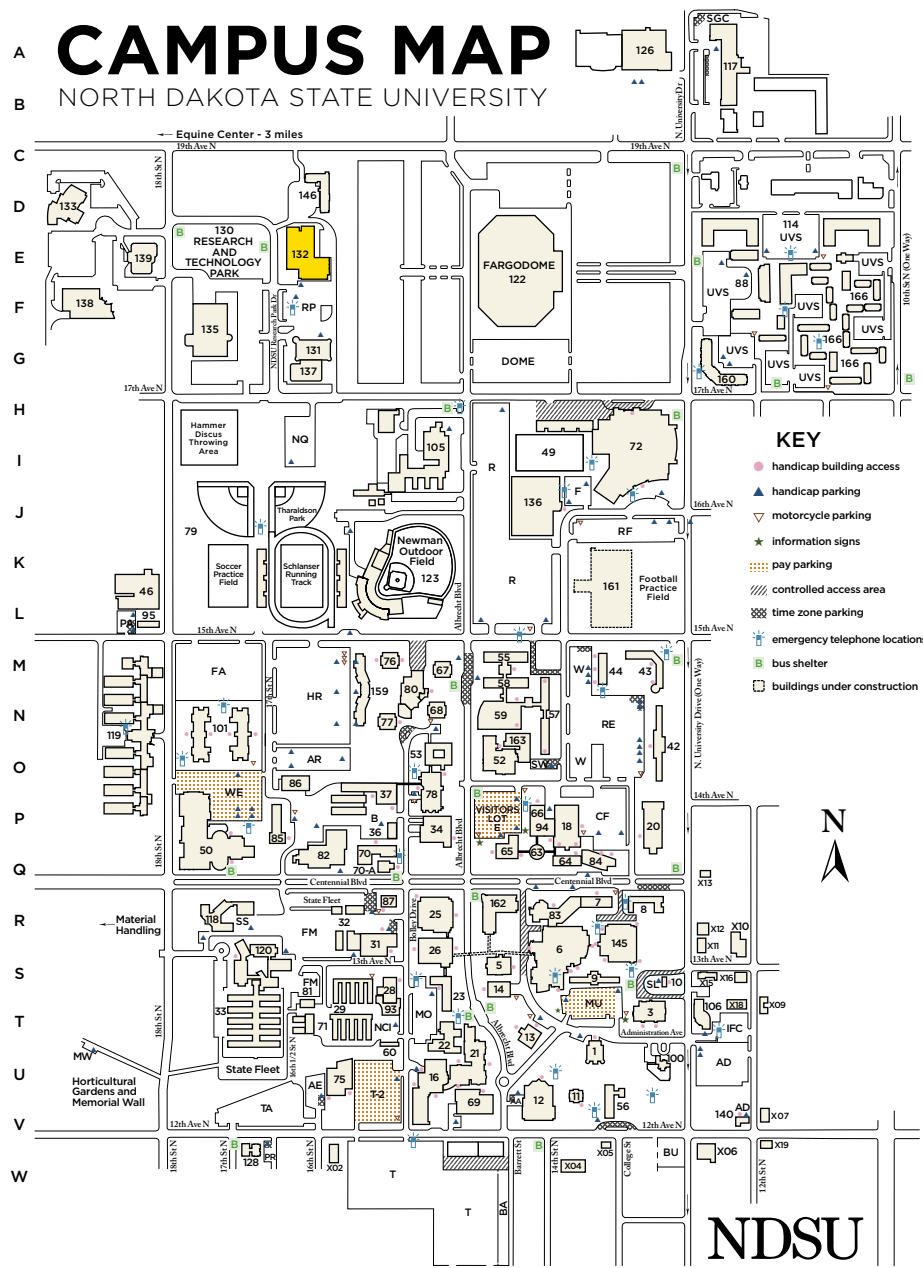 CAMPUS MAP
NORTH DAKOTA STATE UNIVERSITY
A
B
C
D
E
F
G
H
I
J
K
L
M
N
O
P
Q
R
S
T
U
V
W
Equine Center - 3 miles
19th Ave N
19th Ave N
18th St N
N. University Dr
SGC
126
117
133
146
139
138
130
RESEARCH
AND
TECHNOLOGY
PARK
132
RP
135
NDSU Research Park Dr
131
137
17th Ave N
FARGODOME
122
DOME
114
UVS
UVS
88
UVS
166
UVS
166
UVS
166
UVS
UVS
160
17th Ave N
10th St N (One Way)
Hammer
Discus
Throwing
Area
NQ
105
R
49
72
136
F
16th Ave N
79
Tharaldson
Park
Soccer
Practice
Field
Schlanser
Running
Track
Newman
Outdoor
Field
123
Albrecht Blvd
R
RF
161
Football
Practice
Field
46
95
15th Ave N
15th Ave N
KEY
handicap building access
handicap parking
motorcycle parking
information signs
pay parking
controlled access area
time zone parking
emergency telephone locations
B
bus shelter
buildings under construction
FA
17th St N
HR
159
76
67
80
68
77
55
58
59
57
163
52
SW
W
44
43
RE
W
42
N. University Drive (One Way)
119
101
AR
53
86
37
78
WE
B
36
34
85
50
82
70
70-A
VISITORS
LOT
E
66
94
18
CF
20
65
63
64
84
14th Ave N
18th St N
Albrecht Blvd
Centennial Blvd
Centennial Blvd
N
X13
Material
Handling
118
SS
State Fleet
87
32
FM
31
13th Ave N
Bolley Drive
25
26
162
83
7
8
6
145
X12
X10
X11
13th Ave N
120
33
FM
81
29
28
93
71
NCI
60
MO
23
5
14
9
MU
SL
10
3
Administration Ave
X15
X16
106
X18
X09
IFC
MW
Horticultural
Gardens and
Memorial Wall
18th St N
16th 1/2 St N
State Fleet
TA
AE
75
T-2
22
21
16
69
Albrecht Blvd
13
AA
12
1
11
56
100
AD
140
AD
X07
12th Ave N
12th Ave N
18th St N
17th St N
128
PR
16th St N
X02
T
T
BA
Barrett St
14th St N
X04
X05
College St
BU
X06
12th St N
X19
NDSU